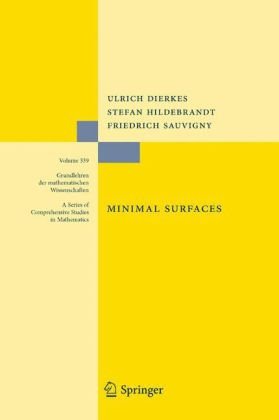 ULRICH DIERKES
STEFAN HILDEBRANDT
FRIEDRICH SAUVIGNY
Volume 339
Grundlehren
der mathematischen
Wissenschaften
A Series of
Comprehensive Studies
in Mathematics
MINIMAL SURFACES
Springer